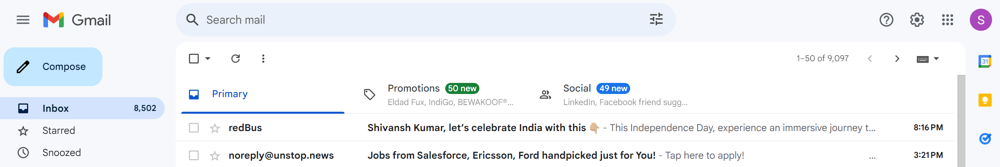 Gmail
Search mail
S
Compose
1–50 of 9,097
31
Primary
Promotions 50 new
Eldad Fux, IndiGo, BEWAKOOF®...
Social 49 new
LinkedIn, Facebook friend sugg...
Inbox 8,502
Starred
Snoozed
redBus Shivansh Kumar, let’s celebrate India with this 👇🏼 - This Independence Day, experience an immersive journey t... 8:16 PM
noreply@unstop.news Jobs from Salesforce, Ericsson, Ford handpicked just for You! - Tap here to apply! ... 3:21 PM